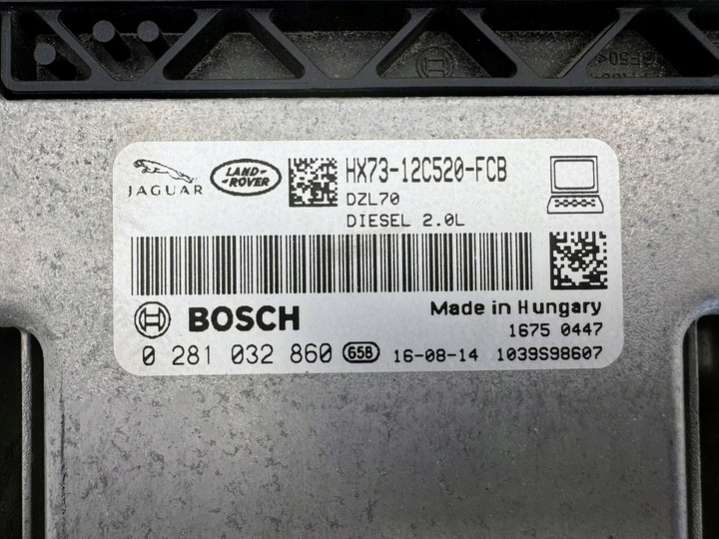 JAGUAR
LAND-
-ROVER
HX73-12C520-FCB
DZL70
DIESEL 2.0L
BOSCH
Made in Hungary
1675 0447
0 281 032 860 65B 16-08-14 1039S98607